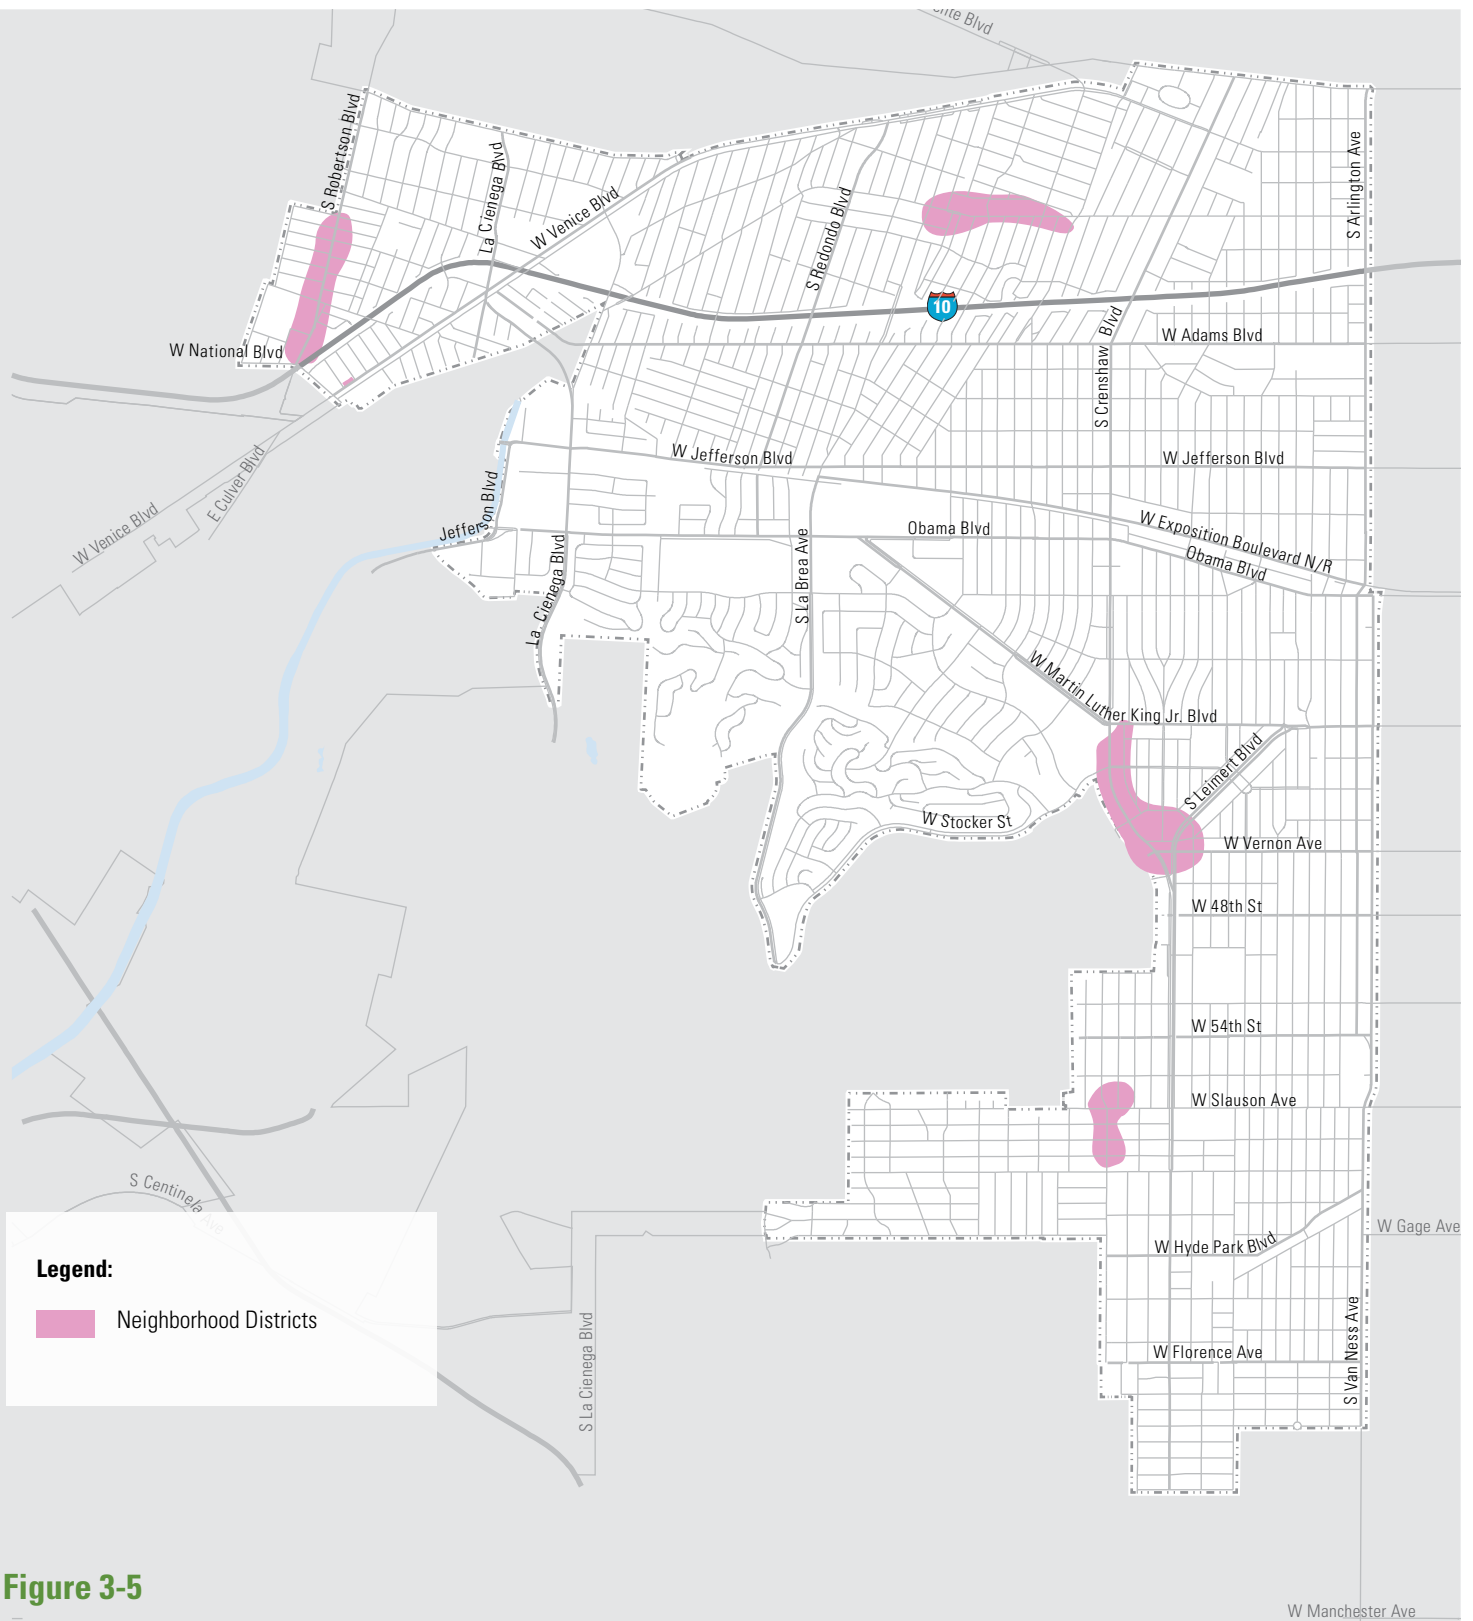 ente Blvd
S Robertson Blvd
La Cienega Blvd
W Venice Blvd
S Redondo Blvd
S Arlington Ave
10
W National Blvd
W Adams Blvd
S Crenshaw Blvd
W Jefferson Blvd
W Jefferson Blvd
E Culver Blvd
W Venice Blvd
Jefferson Blvd
La Cienega Blvd
S La Brea Ave
Obama Blvd
W Exposition Boulevard N/R
Obama Blvd
W Martin Luther King Jr. Blvd
S Leimert Blvd
W Stocker St
W Vernon Ave
W 48th St
W 54th St
W Slauson Ave
S Centinela Ave
W Gage Ave
W Hyde Park Blvd
Legend:
Neighborhood Districts
S La Cienega Blvd
W Florence Ave
S Van Ness Ave
Figure 3-5
W Manchester Ave